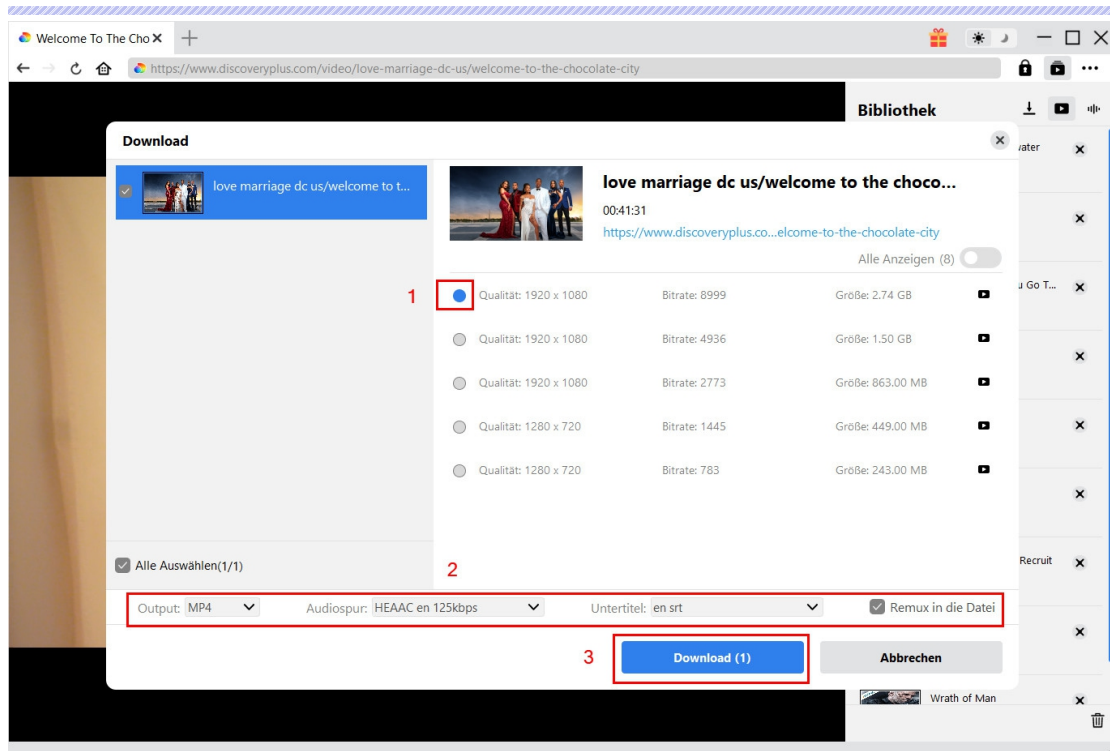 Welcome To The Cho
https://www.discoveryplus.com/video/love-marriage-dc-us/welcome-to-the-chocolate-city
Bibliothek
Download
love marriage dc us/welcome to t...
love marriage dc us/welcome to the choco...
00:41:31
https://www.discoveryplus.co...elcome-to-the-chocolate-city
Alle Anzeigen (8)
1
Qualität: 1920 x 1080 Bitrate: 8999 Größe: 2.74 GB
Qualität: 1920 x 1080 Bitrate: 4936 Größe: 1.50 GB
Qualität: 1920 x 1080 Bitrate: 2773 Größe: 863.00 MB
Qualität: 1280 x 720 Bitrate: 1445 Größe: 449.00 MB
Qualität: 1280 x 720 Bitrate: 783 Größe: 243.00 MB
u Go T...
Recruit
Alle Auswählen(1/1)
2
Output: MP4 Audiospur: HEAAC en 125kbps Untertitel: en srt Remux in die Datei
3
Download (1)
Abbrechen
Wrath of Man